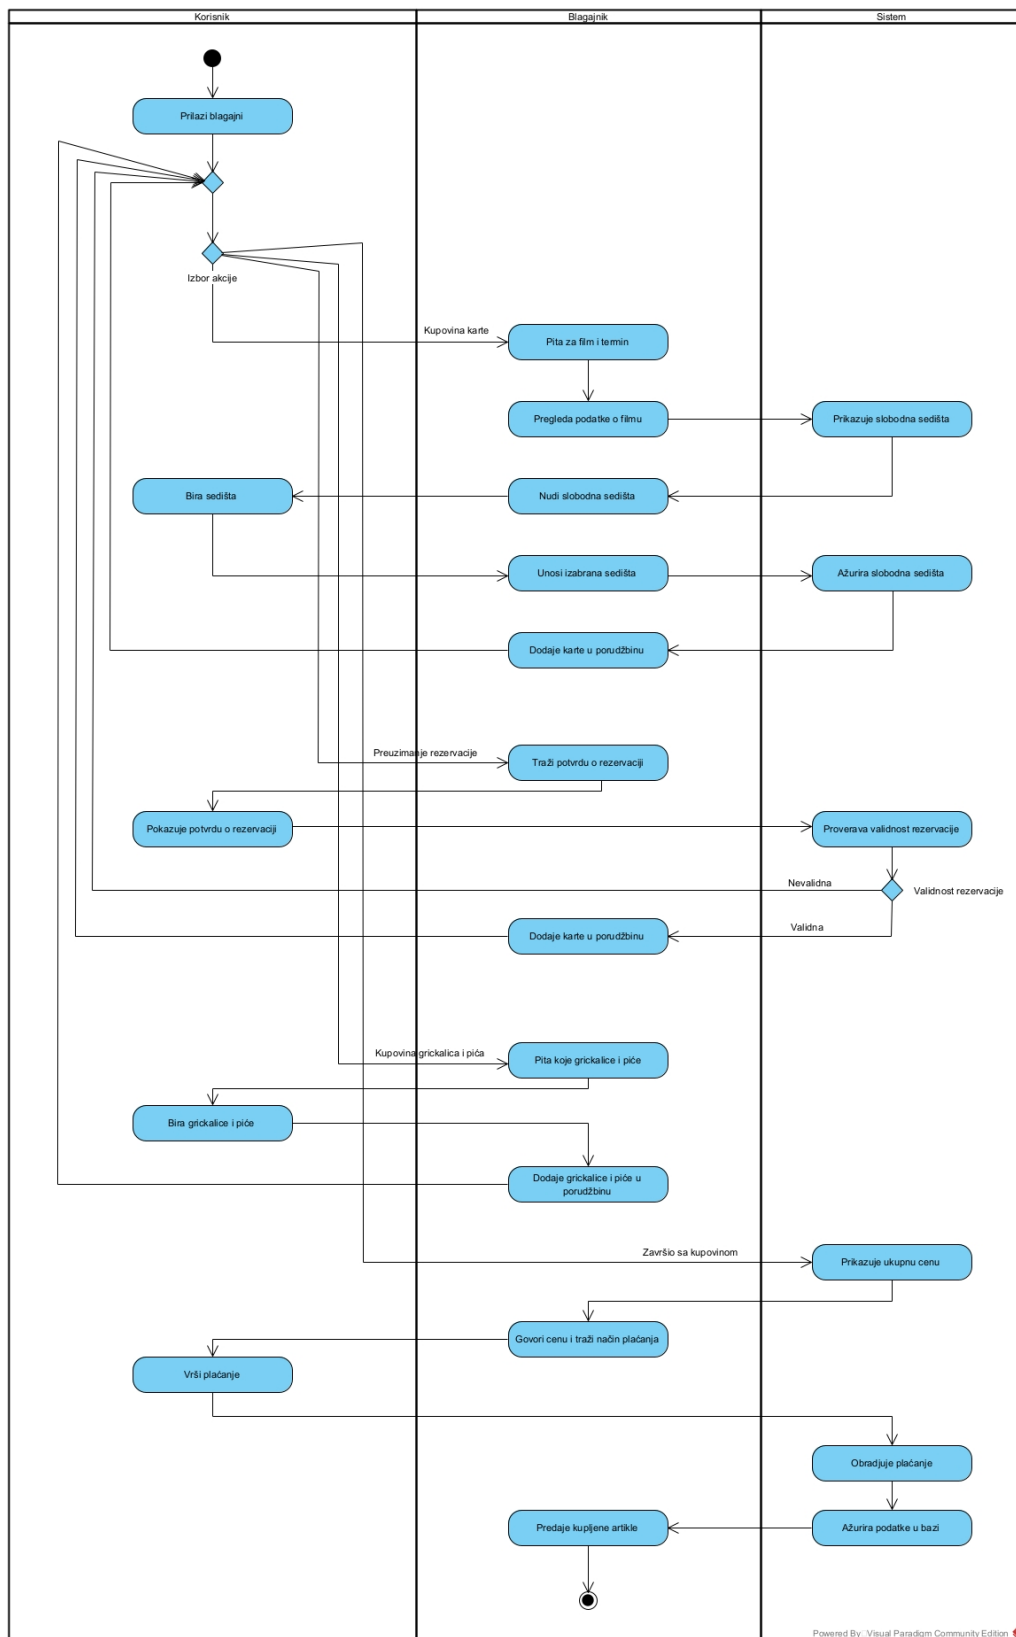 Korisnik
Blagajnik
Sistem
Prilazi blagajni
Izbor akcije
Kupovina karte
Pita za film i termin
Pregleda podatke o filmu
Prikazuje slobodna sedišta
Bira sedišta
Nudi slobodna sedišta
Unosi izabrana sedišta
Ažurira slobodna sedišta
Dodaje karte u porudžbinu
Preuzimanje rezervacije
Traži potvrdu o rezervaciji
Pokazuje potvrdu o rezervaciji
Proverava validnost rezervacije
Nevalidna
Validnost rezervacije
Dodaje karte u porudžbinu
Validna
Kupovina grickalica i pića
Pita koje grickalice i piće
Bira grickalice i piće
Dodaje grickalice i piće u
porudžbinu
Završio sa kupovinom
Prikazuje ukupnu cenu
Govori cenu i traži način plaćanja
Vrši plaćanje
Obradjuje plaćanje
Predaje kupljene artikle
Ažurira podatke u bazi
Powered By Visual Paradigm Community Edition